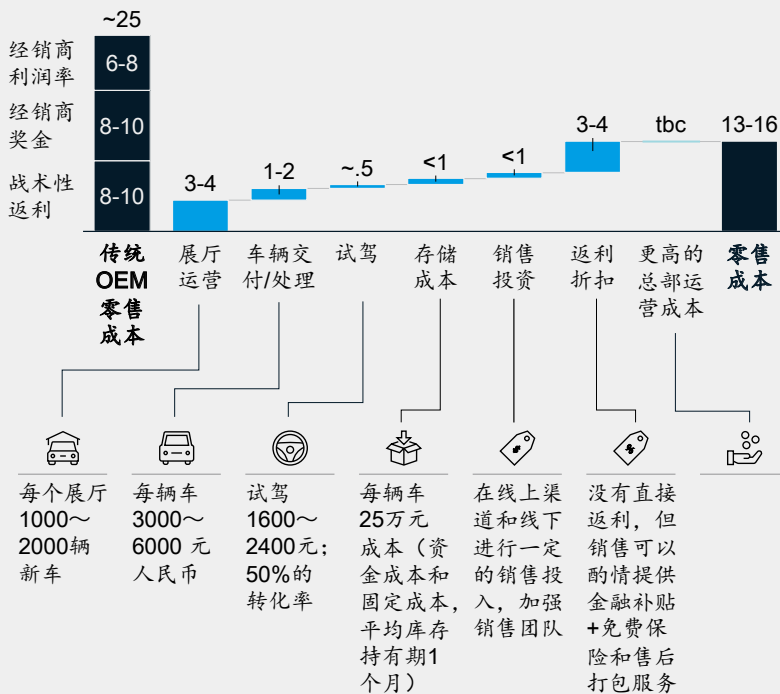 ~25
经销商
利润率
6-8
经销商
奖金
8-10
战术性
返利
8-10
3-4
1-2
~.5
<1
<1
3-4
tbc
13-16
传统
OEM
零售
成本
展厅
运营
车辆交
付/处理
试驾
存储
成本
销售
投资
返利
折扣
更高的
总部运
营成本
零售
成本
每个展厅
1000～
2000辆
新车
每辆车
3000～
6000 元
人民币
试驾
1600～
2400元；
50%的
转化率
每辆车
25万元
成本（资
金成本和
固定成本，
平均库存
持有期1
个月）
在线上渠
道和线下
进行一定
的销售投
入，加强
销售团队
没有直接
返利，但
销售可以
酌情提供
金融补贴
+免费保
险和售后
打包服务